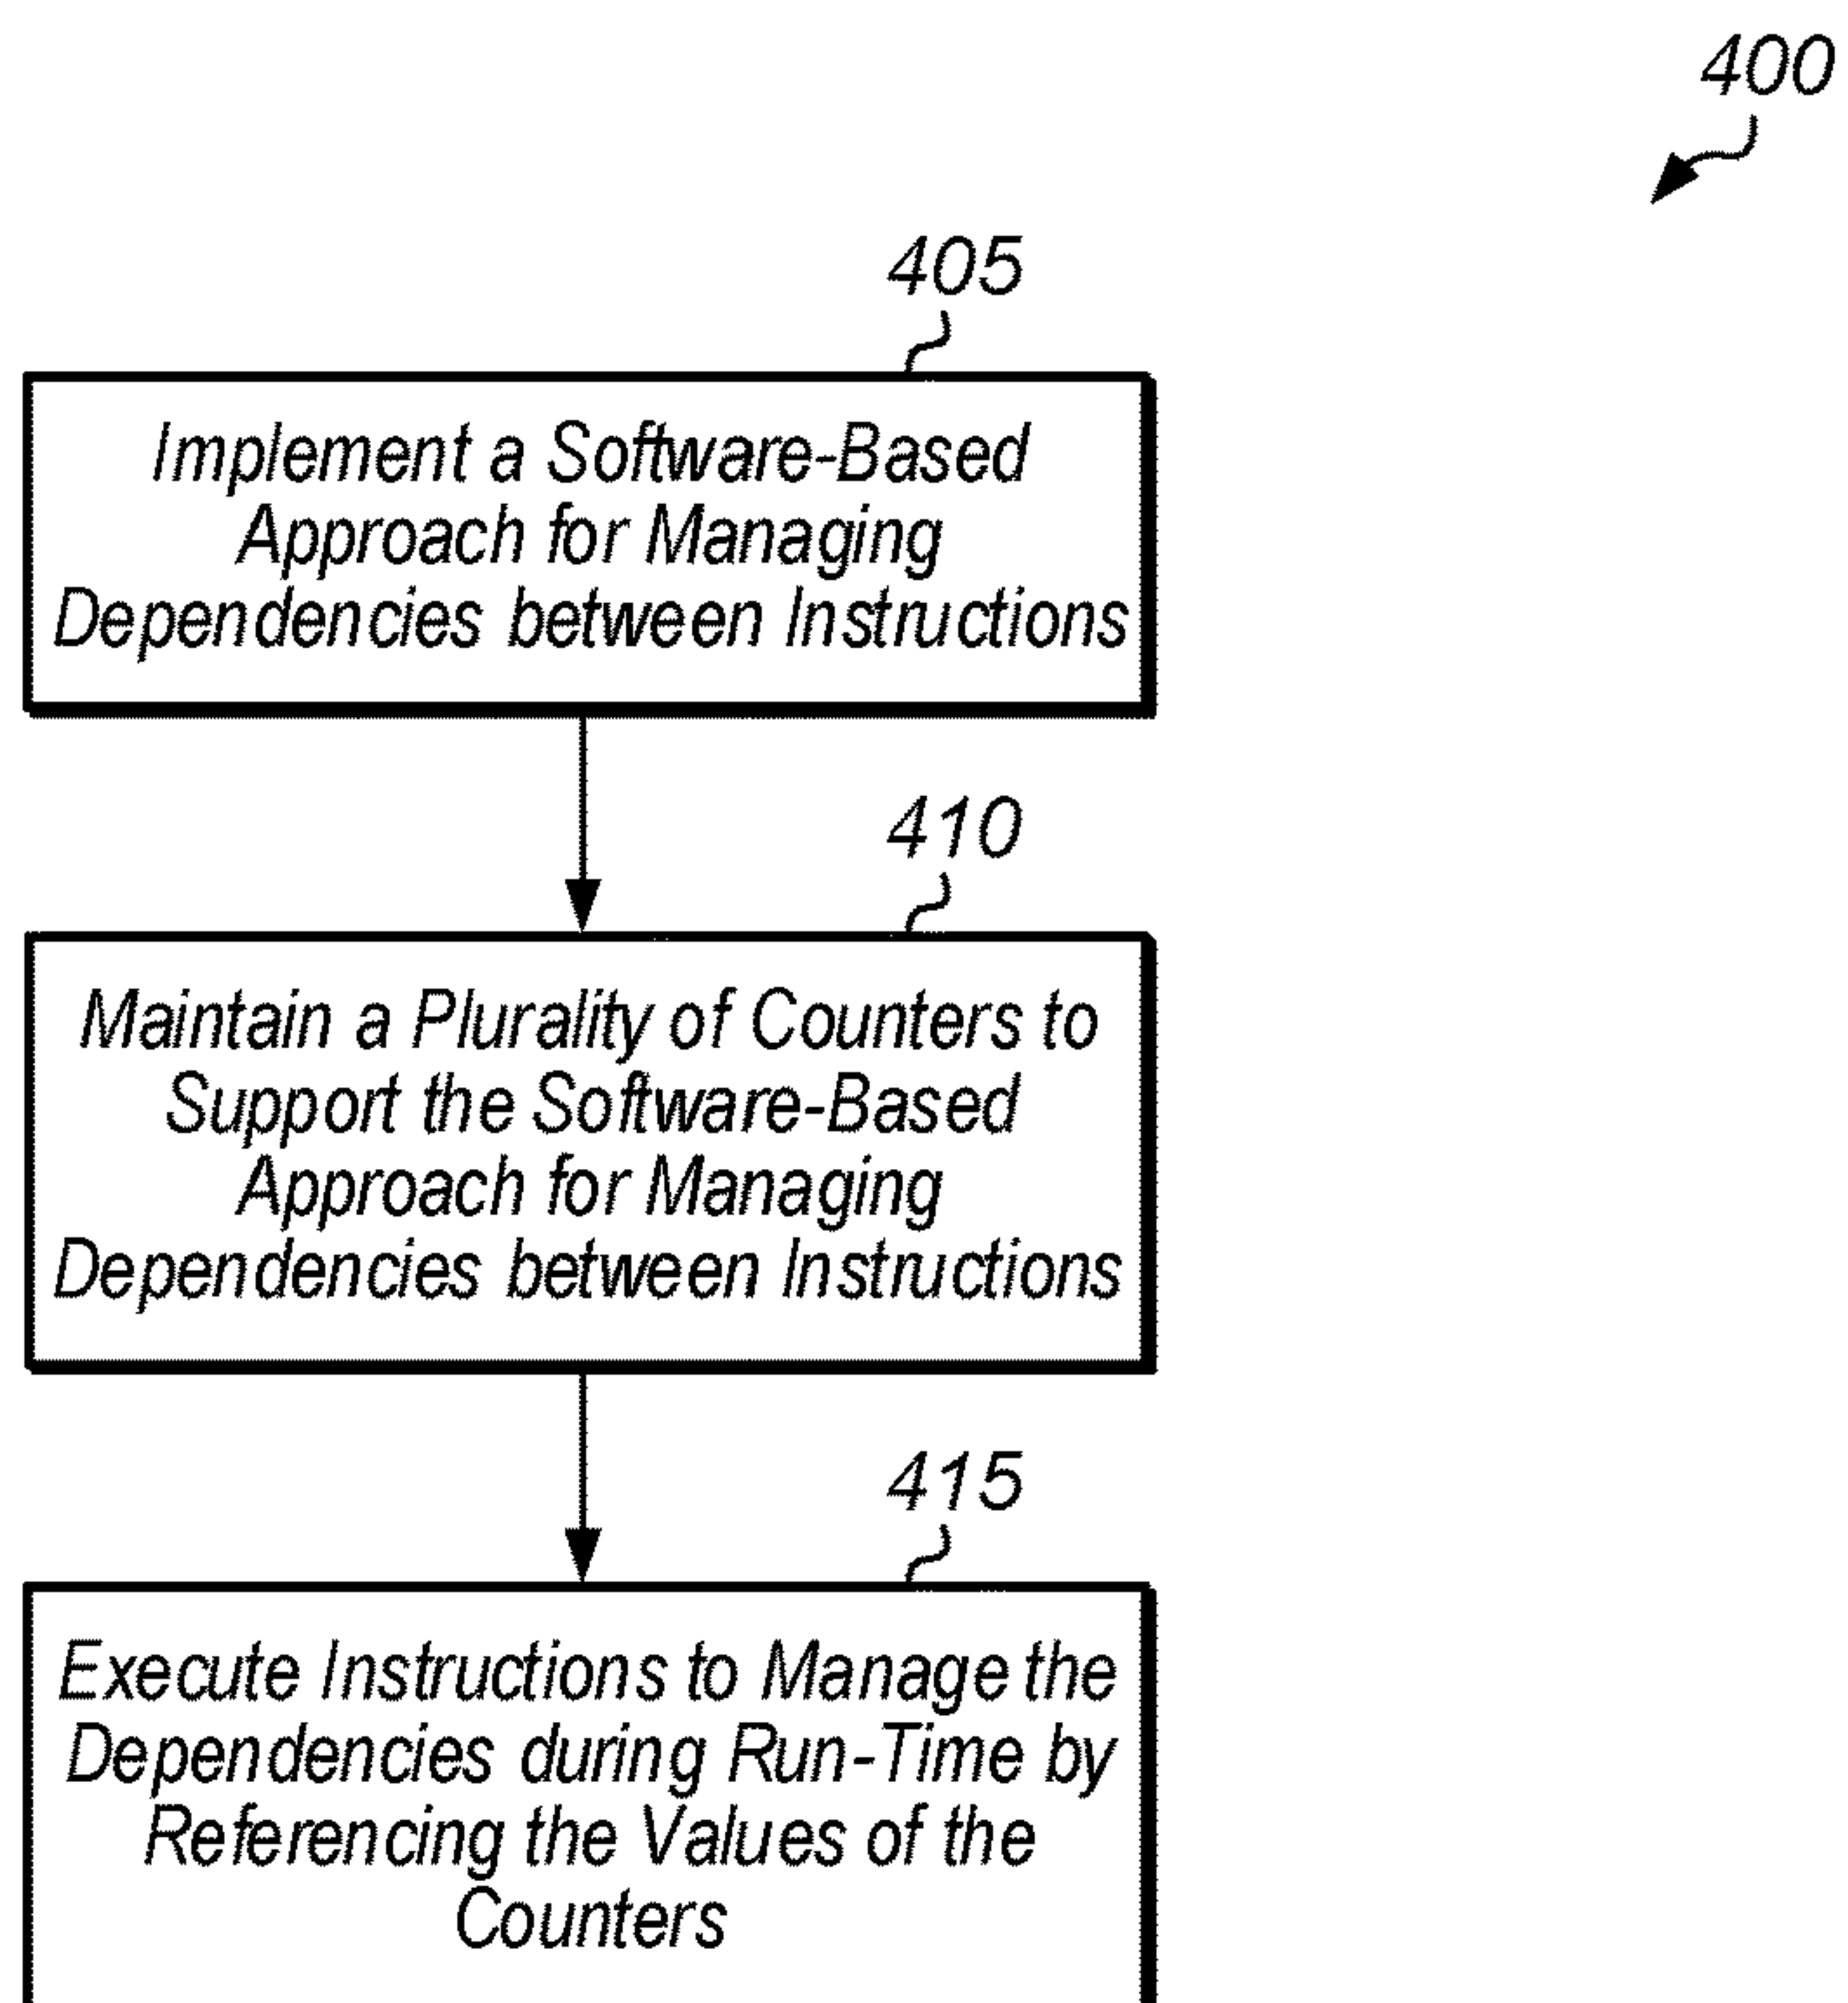 400
405
Implement a Software-Based
Approach for Managing
Dependencies between Instructions
410
Maintain a Plurality of Counters to
Support the Software-Based
Approach for Managing
Dependencies between Instructions
415
Execute Instructions to Manage the
Dependencies during Run-Time by
Referencing the Values of the
Counters